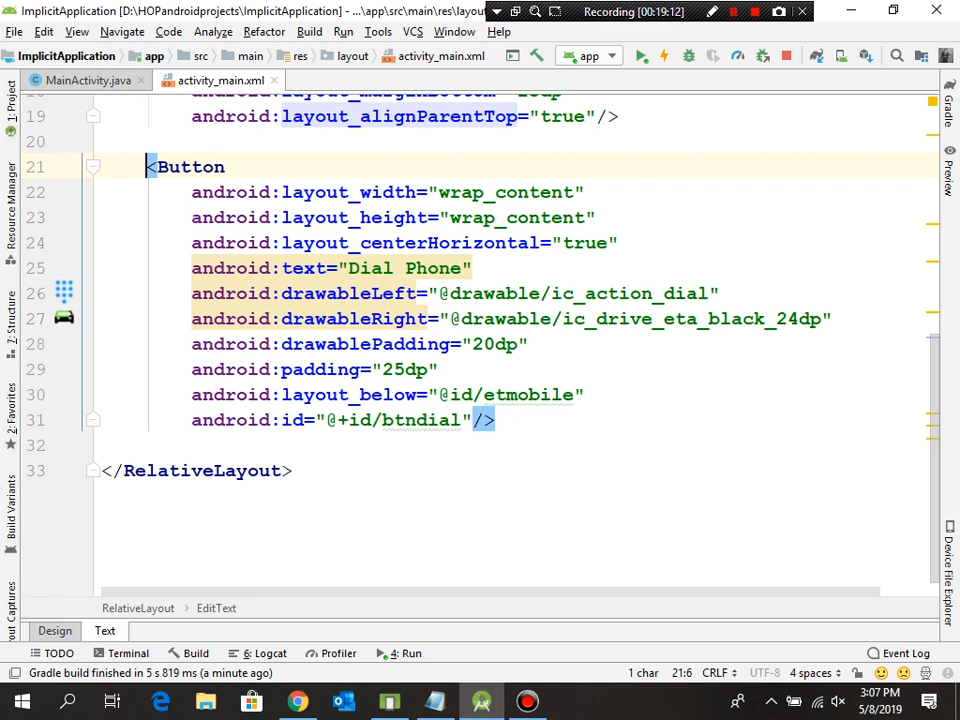 ImplicitApplication [D:\HOPandroidprojects\ImplicitApplication] - ...\app\src\main\res\layou
Recording [00:19:12]
File Edit View Navigate Code Analyze Refactor Build Run Tools VCS Window Help
ImplicitApplication app src main res layout activity_main.xml app
MainActivity.java activity_main.xml
1: Project
Resource Manager
Z: Structure
2: Favorites
Build Variants
out Captures
19 android:layout_alignParentTop="true"/>
20
21 <Button
22 android:layout_width="wrap_content"
23 android:layout_height="wrap_content"
24 android:layout_centerHorizontal="true"
25 android:text="Dial Phone"
26 android:drawableLeft="@drawable/ic_action_dial"
27 android:drawableRight="@drawable/ic_drive_eta_black_24dp"
28 android:drawablePadding="20dp"
29 android:padding="25dp"
30 android:layout_below="@id/etmobile"
31 android:id="@+id/btndial"/>
32
33 </RelativeLayout>
Gradle
Preview
Device File Explorer
RelativeLayout › EditText
Design Text
TODO Terminal Build 6: Logcat Profiler 4: Run Event Log
Gradle build finished in 5 s 819 ms (a minute ago) 1 char 21:6 CRLF UTF-8 4 spaces
3:07 PM
5/8/2019